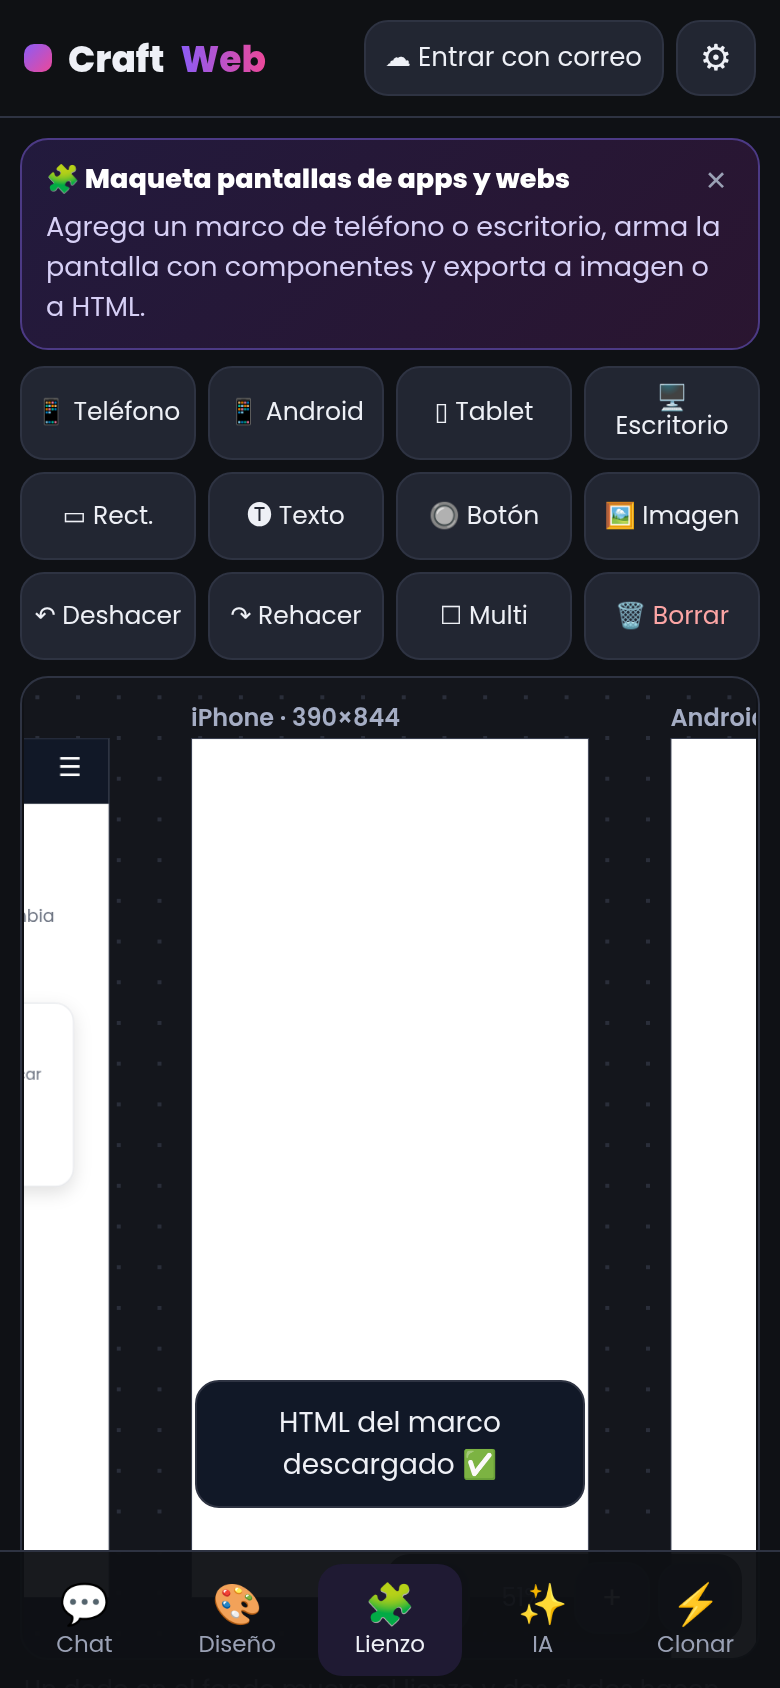 Craft Web
☁ Entrar con correo
⚙
🧩 Maqueta pantallas de apps y webs
✕
Agrega un marco de teléfono o escritorio, arma la
pantalla con componentes y exporta a imagen o
a HTML.
📱 Teléfono
📱 Android
▯ Tablet
🖥️ Escritorio
▭ Rect.
🅣 Texto
🔘 Botón
🖼️ Imagen
↶ Deshacer
↷ Rehacer
☐ Multi
🗑️ Borrar
iPhone · 390×844
☰
HTML del marco
descargado ✅
💬 Chat
🎨 Diseño
🧩 Lienzo
✨ IA
⚡ Clonar